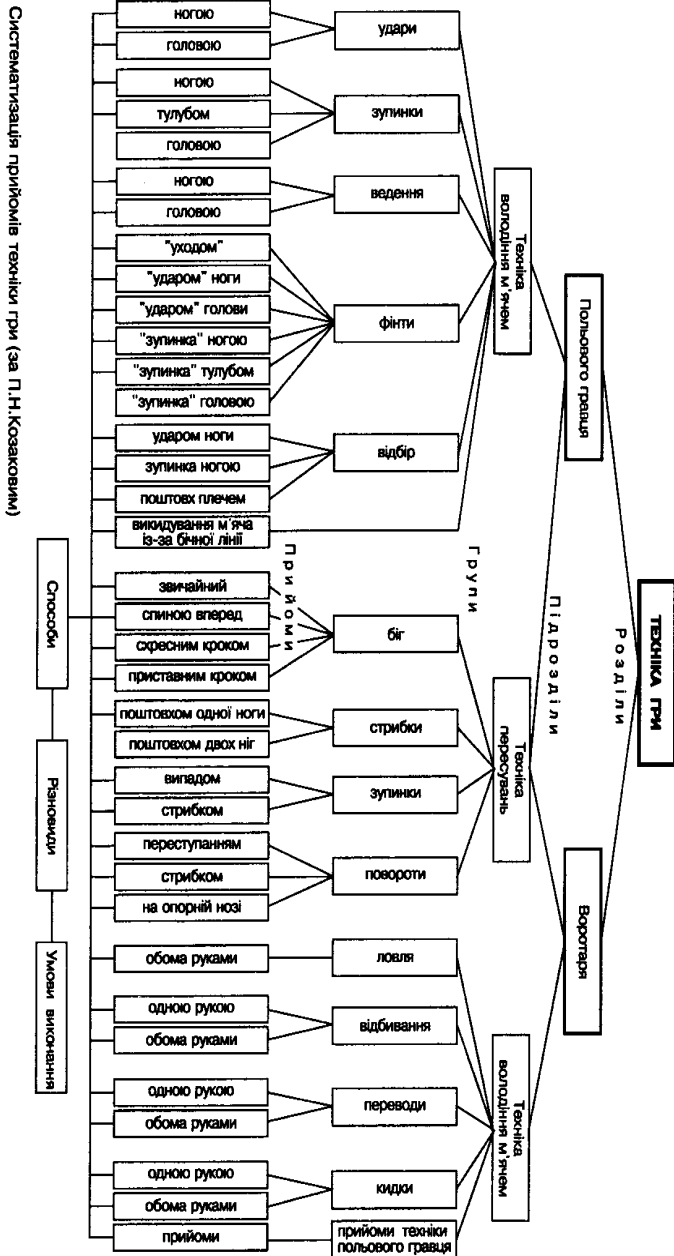 ТЕХНІКА ГРИ
Розділи
Польового гравця
Воротаря
Підрозділи
Техніка
володіння м'ячем
Техніка
пересувань
Техніка
володіння м'ячем
Групи
удари
зупинки
ведення
фінти
відбір
біг
стрибки
зупинки
повороти
ловля
відбивання
переводи
кидки
прийоми техніки
польового гравця
Прийоми
ногою
головою
ногою
тулубом
головою
ногою
головою
"уходом"
"ударом" ноги
"ударом" голови
"зупинка" ногою
"зупинка" тулубом
"зупинка" головою
ударом ноги
зупинка ногою
поштовх плечем
викидування м'яча
із-за бічної лінії
звичайний
спиною вперед
схресним кроком
приставним кроком
поштовхом одної ноги
поштовхом двох ніг
випадом
стрибком
переступанням
стрибком
на опорній нозі
обома руками
одною рукою
обома руками
одною рукою
обома руками
одною рукою
обома руками
прийоми
Способи
Різновиди
Умови виконання
Систематизація прийомів техніки гри (за П.Н.Козаковим)